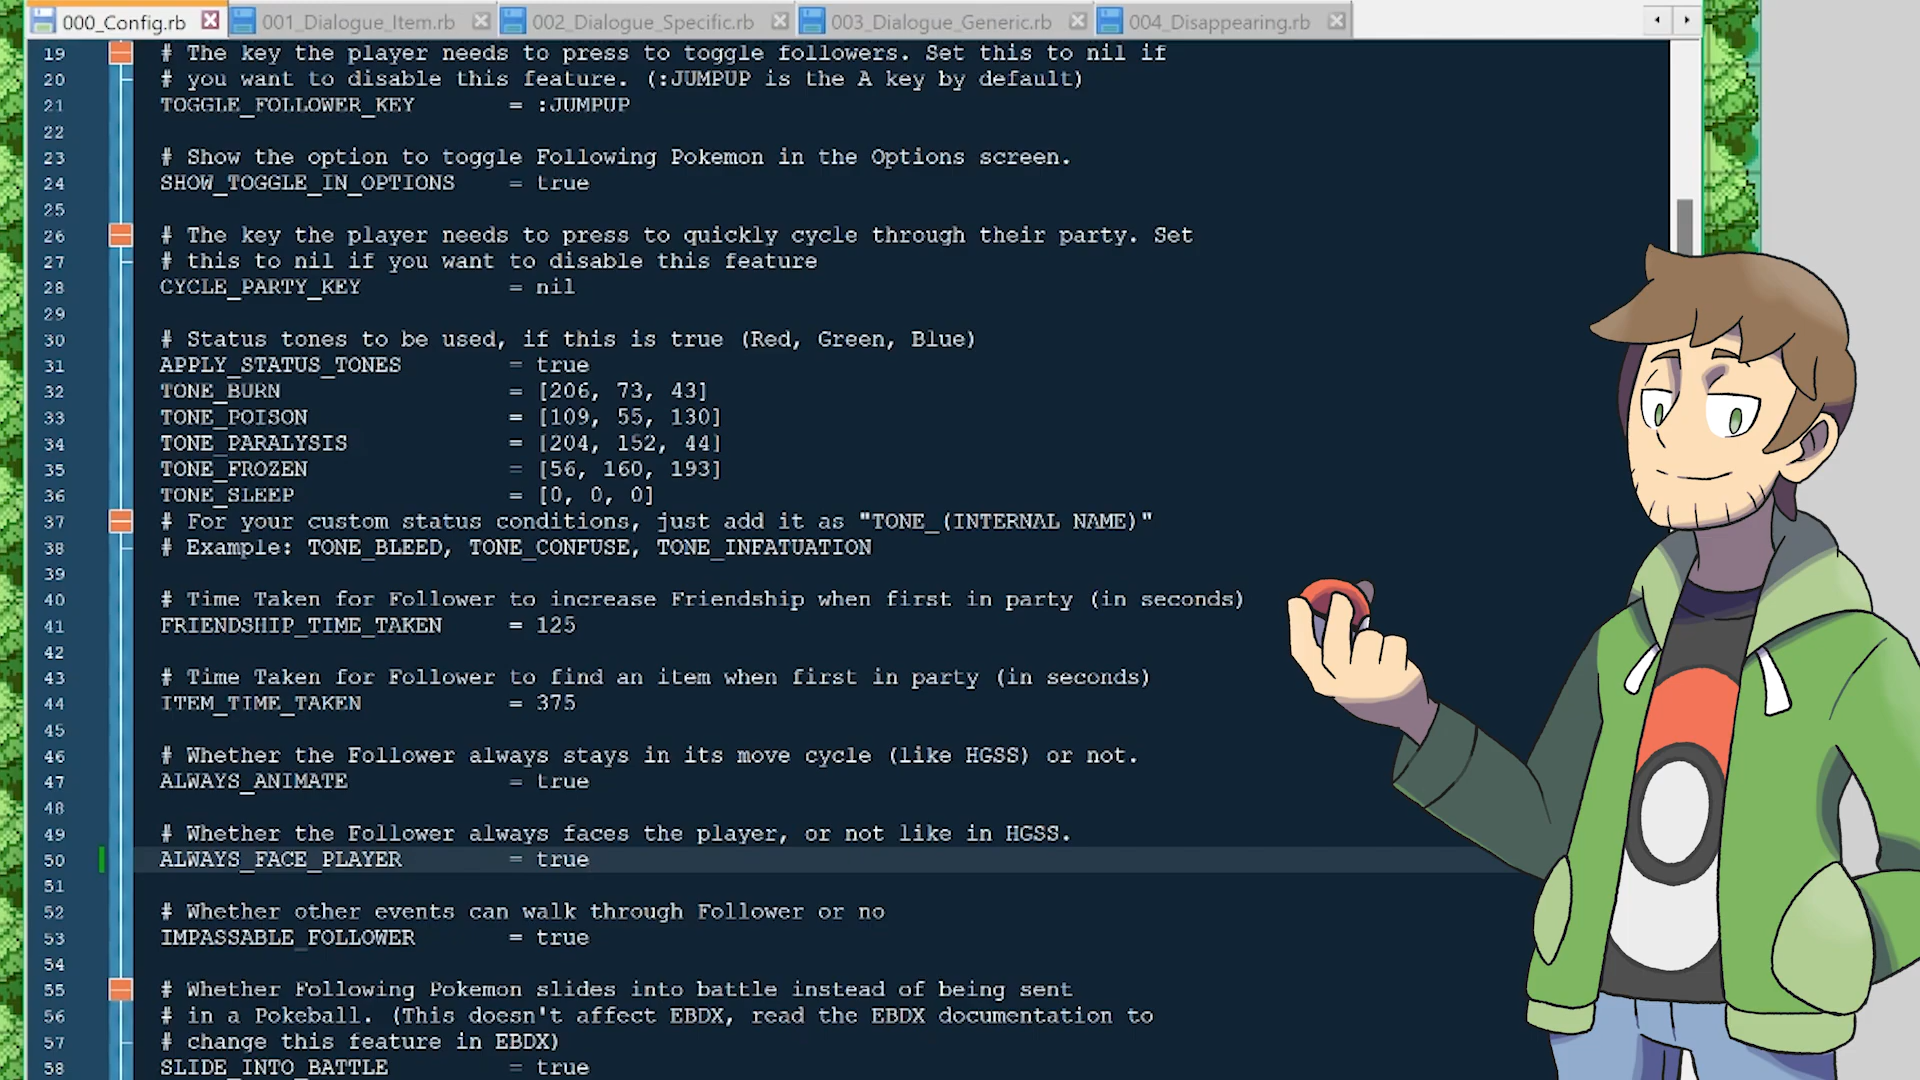 000_Config.rb 001_Dialogue_Item.rb 002_Dialogue_Specific.rb 003_Dialogue_Generic.rb 004_Disappearing.rb
19 # The key the player needs to press to toggle followers. Set this to nil if
20 # you want to disable this feature. (:JUMPUP is the A key by default)
21 TOGGLE_FOLLOWER_KEY = :JUMPUP
22
23 # Show the option to toggle Following Pokemon in the Options screen.
24 SHOW_TOGGLE_IN_OPTIONS = true
25
26 # The key the player needs to press to quickly cycle through their party. Set
27 # this to nil if you want to disable this feature
28 CYCLE_PARTY_KEY = nil
29
30 # Status tones to be used, if this is true (Red, Green, Blue)
31 APPLY_STATUS_TONES = true
32 TONE_BURN = [206, 73, 43]
33 TONE_POISON = [109, 55, 130]
34 TONE_PARALYSIS = [204, 152, 44]
35 TONE_FROZEN = [56, 160, 193]
36 TONE_SLEEP = [0, 0, 0]
37 # For your custom status conditions, just add it as "TONE_(INTERNAL NAME)"
38 # Example: TONE_BLEED, TONE_CONFUSE, TONE_INFATUATION
39
40 # Time Taken for Follower to increase Friendship when first in party (in seconds)
41 FRIENDSHIP_TIME_TAKEN = 125
42
43 # Time Taken for Follower to find an item when first in party (in seconds)
44 ITEM_TIME_TAKEN = 375
45
46 # Whether the Follower always stays in its move cycle (like HGSS) or not.
47 ALWAYS_ANIMATE = true
48
49 # Whether the Follower always faces the player, or not like in HGSS.
50 ALWAYS_FACE_PLAYER = true
51
52 # Whether other events can walk through Follower or no
53 IMPASSABLE_FOLLOWER = true
54
55 # Whether Following Pokemon slides into battle instead of being sent
56 # in a Pokeball. (This doesn't affect EBDX, read the EBDX documentation to
57 # change this feature in EBDX)
58 SLIDE_INTO_BATTLE = true